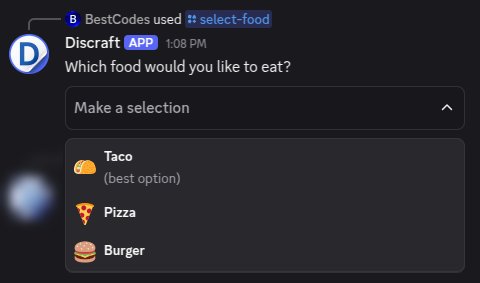 B BestCodes used select-food
D Discraft APP 1:08 PM
Which food would you like to eat?
Make a selection
Taco
(best option)
Pizza
Burger